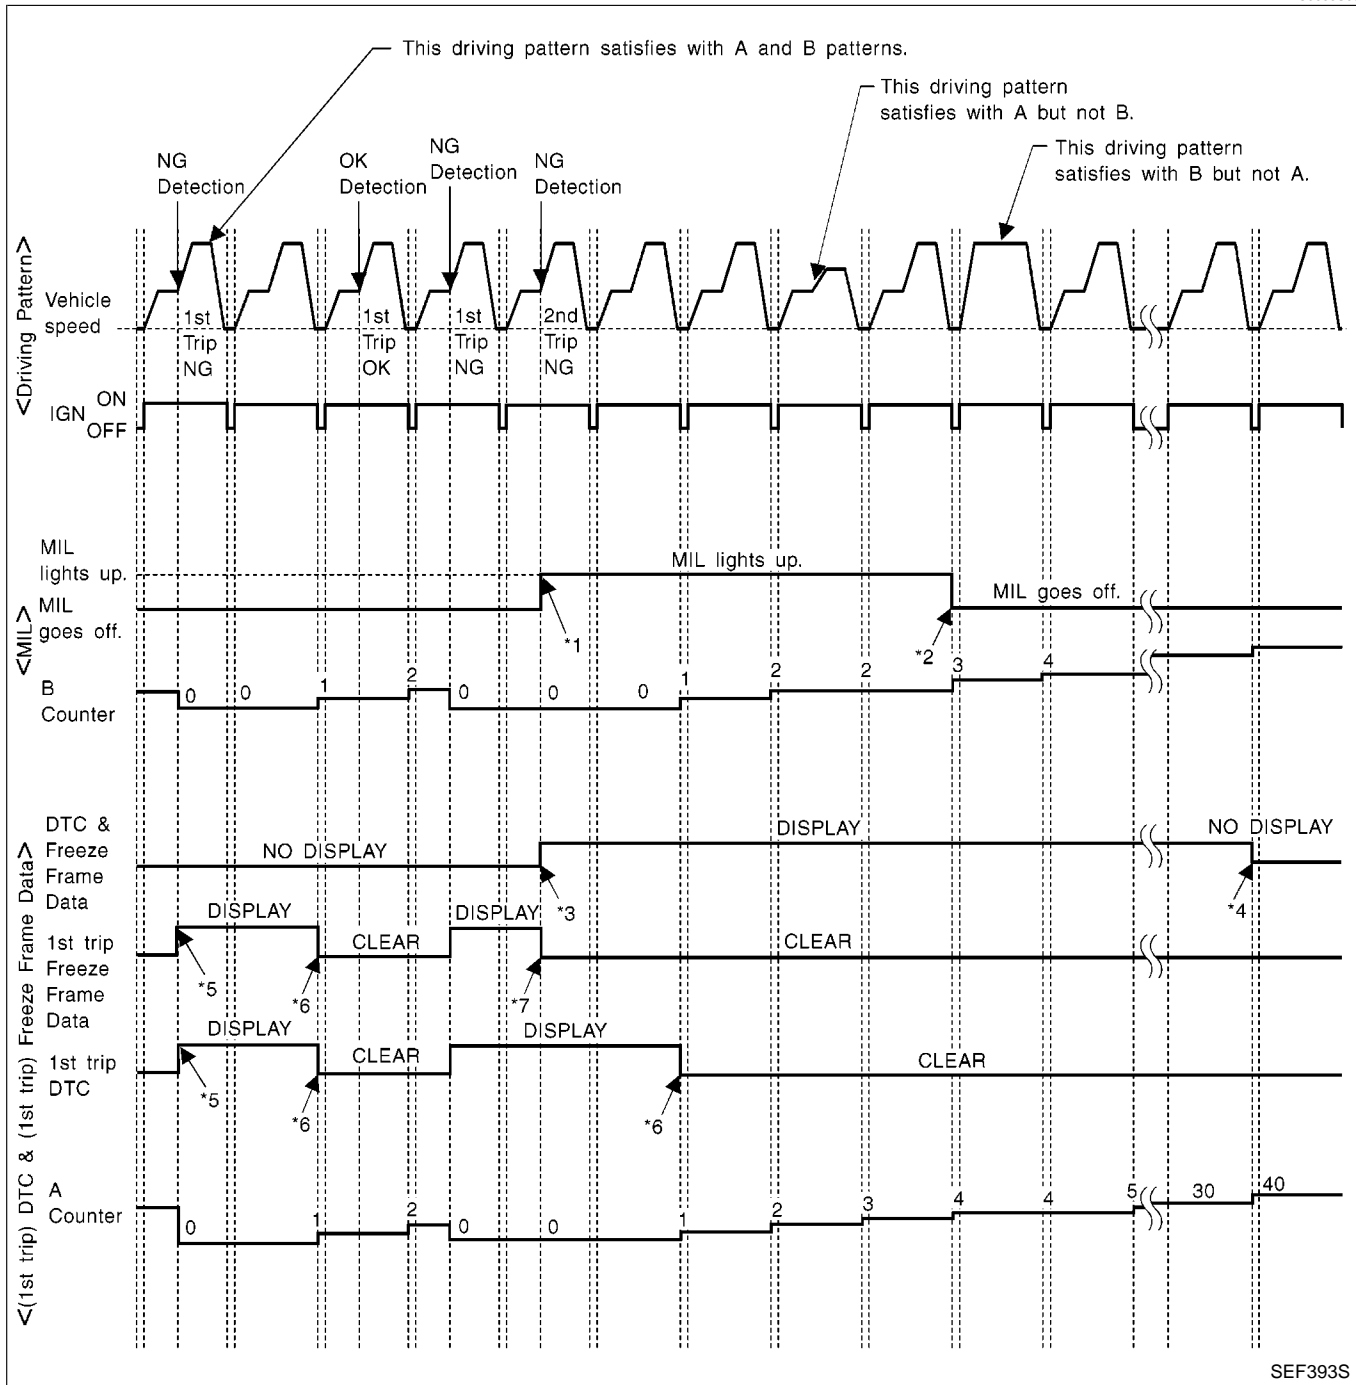 This driving pattern satisfies with A and B patterns.
This driving pattern
satisfies with A but not B.
This driving pattern
satisfies with B but not A.
NG
Detection
OK
Detection
NG
Detection
NG
Detection
<Driving Pattern>
Vehicle
speed
1st
Trip
NG
1st
Trip
OK
1st
Trip
NG
2nd
Trip
NG
IGN
ON
OFF
<MIL>
MIL
lights up.
MIL lights up.
MIL
goes off.
MIL goes off.
*1
*2
B
Counter
0 0 1 2 0 0 0 1 2 2 3 4
<(1st trip) DTC & (1st trip) Freeze Frame Data>
DTC &
Freeze
Frame
Data
NO DISPLAY
DISPLAY
NO DISPLAY
*3
*4
1st trip
Freeze
Frame
Data
DISPLAY
CLEAR
DISPLAY
CLEAR
*5
*6
*7
1st trip
DTC
DISPLAY
CLEAR
DISPLAY
CLEAR
*5
*6
*6
A
Counter
0 1 2 0 0 1 2 3 4 4 5 30 40
SEF393S